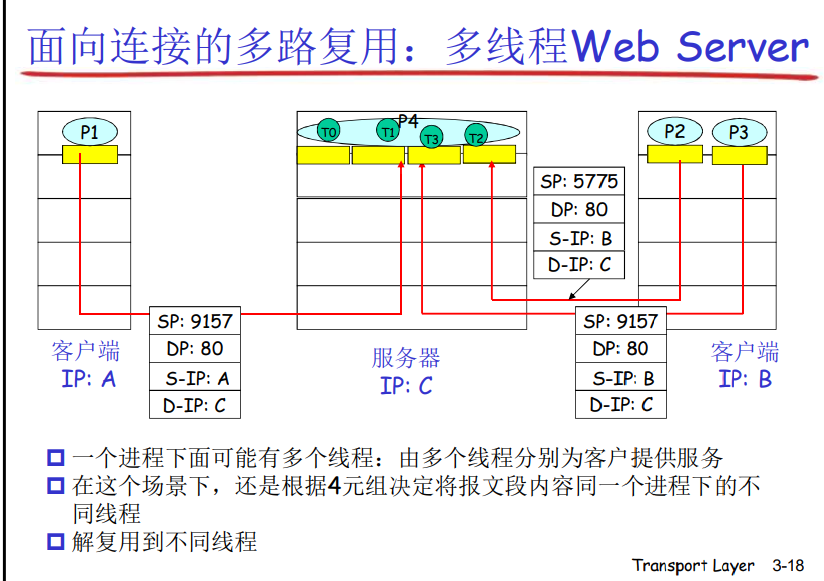 面向连接的多路复用：多线程Web Server
P1
P4
T0
T1
T3
T2
P2
P3
SP: 5775
DP: 80
S-IP: B
D-IP: C
SP: 9157
DP: 80
S-IP: A
D-IP: C
SP: 9157
DP: 80
S-IP: B
D-IP: C
客户端
IP: A
服务器
IP: C
客户端
IP: B
一个进程下面可能有多个线程：由多个线程分别为客户提供服务
在这个场景下，还是根据4元组决定将报文段内容同一个进程下的不
同线程
解复用到不同线程
Transport Layer 3-18